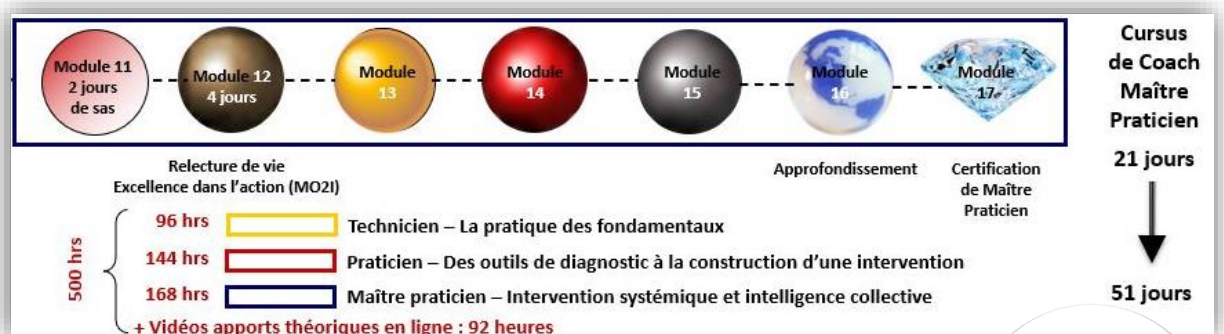 Module 11
2 jours
de sas
Module 12
4 jours
Module
13
Module
14
Module
15
Module
16
Module
17
Cursus
de Coach
Maître
Praticien
21 jours
51 jours
Relecture de vie
Excellence dans l'action (MO2I)
Approfondissement
Certification
de Maître
Praticien
500 hrs
96 hrs Technicien – La pratique des fondamentaux
144 hrs Praticien – Des outils de diagnostic à la construction d'une intervention
168 hrs Maître praticien – Intervention systémique et intelligence collective
+ Vidéos apports théoriques en ligne : 92 heures